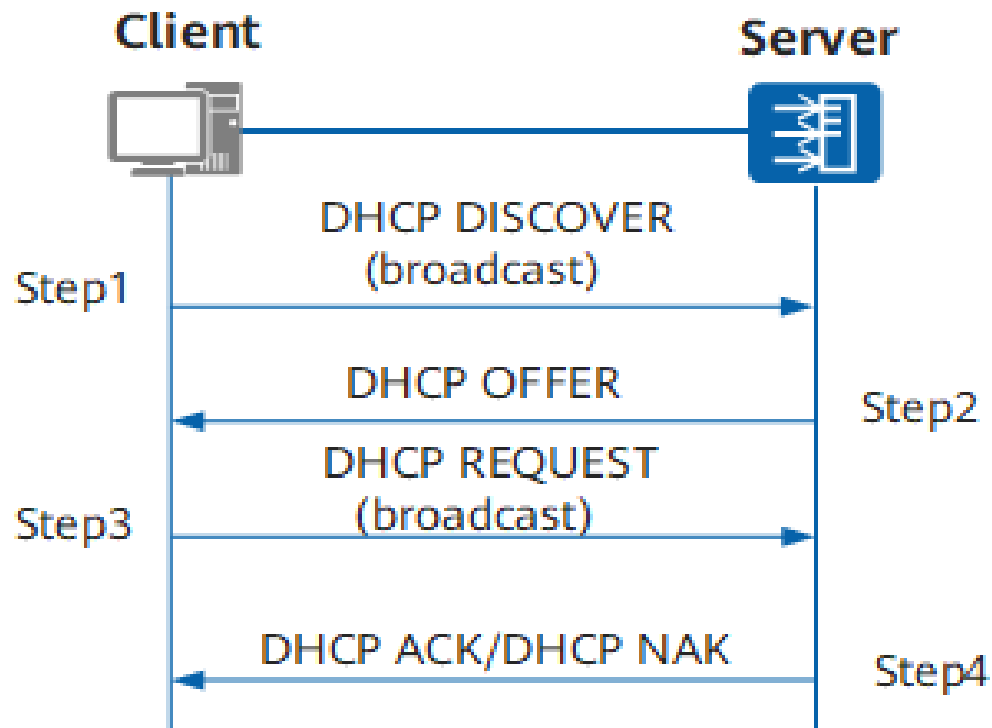 Client
Server
DHCP DISCOVER
(broadcast)
Step1
DHCP OFFER
Step2
DHCP REQUEST
(broadcast)
Step3
DHCP ACK/DHCP NAK
Step4